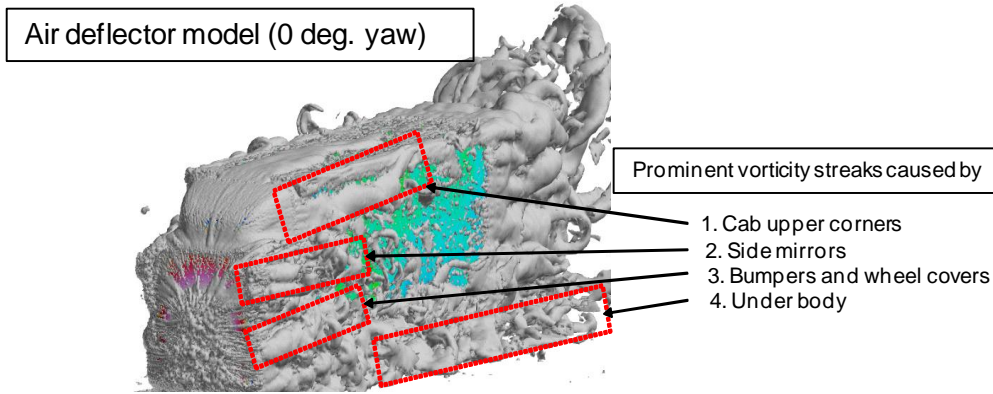 Air deflector model (0 deg. yaw)
Prominent vorticity streaks caused by
1. Cab upper corners
2. Side mirrors
3. Bumpers and wheel covers
4. Under body